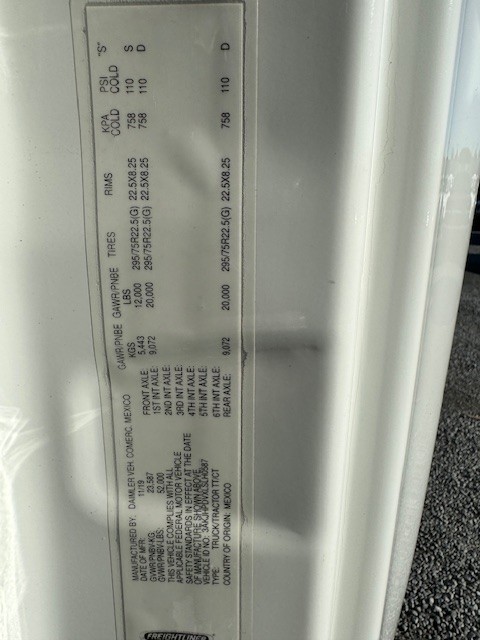 FREIGHTLINER
MANUFACTURED BY: DAIMLER VEH. COMERC. MEXICO
DATE OF MFR: 11/19
GVWR/PNBV-KG: 23,587
GVWR/PNBV-LBS: 52,000
THIS VEHICLE COMPLIES WITH ALL
APPLICABLE FEDERAL MOTOR VEHICLE
SAFETY STANDARDS IN EFFECT AT THE DATE
OF MANUFACTURE SHOWN ABOVE.
VEHICLE ID NO.: 3AKJHPDVXLSLH0587
TYPE: TRUCK/TRACTOR TT/CT
COUNTRY OF ORIGIN: MEXICO
GAWR/PNBE GAWR/PNBE TIRES RIMS KPA PSI "S"
KGS LBS COLD COLD
FRONT AXLE: 5,443 12,000 295/75R22.5(G) 22.5X8.25 758 110 S
1ST INT AXLE: 9,072 20,000 295/75R22.5(G) 22.5X8.25 758 110 D
2ND INT AXLE:
3RD INT AXLE:
4TH INT AXLE:
5TH INT AXLE:
6TH INT AXLE:
REAR AXLE: 9,072 20,000 295/75R22.5(G) 22.5X8.25 758 110 D